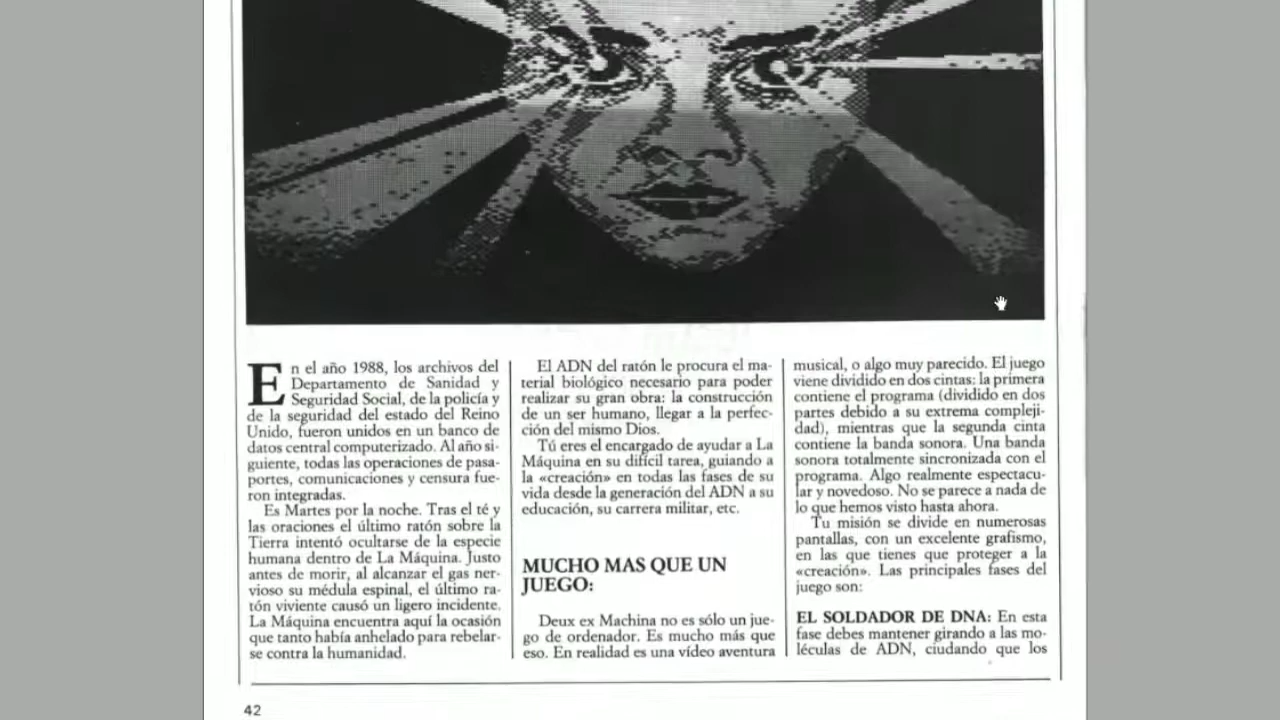 En el año 1988, los archivos del
Departamento de Sanidad y
Seguridad Social, de la policía y
de la seguridad del estado del Reino
Unido, fueron unidos en un banco de
datos central computerizado. Al año si-
guiente, todas las operaciones de pasa-
portes, comunicaciones y censura fue-
ron integradas.
Es Martes por la noche. Tras el té y
las oraciones el último ratón sobre la
Tierra intentó ocultarse de la especie
humana dentro de La Máquina. Justo
antes de morir, al alcanzar el gas ner-
vioso su médula espinal, el último ra-
tón viviente causó un ligero incidente.
La Máquina encuentra aquí la ocasión
que tanto había anhelado para rebelar-
se contra la humanidad.
El ADN del ratón le procura el ma-
terial biológico necesario para poder
realizar su gran obra: la construcción
de un ser humano, llegar a la perfec-
ción del mismo Dios.
Tú eres el encargado de ayudar a La
Máquina en su difícil tarea, guiando a
la «creación» en todas las fases de su
vida desde la generación del ADN a su
educación, su carrera militar, etc.
MUCHO MAS QUE UN
JUEGO:
Deux ex Machina no es sólo un jue-
go de ordenador. Es mucho más que
eso. En realidad es una vídeo aventura
musical, o algo muy parecido. El juego
viene dividido en dos cintas: la primera
contiene el programa (dividido en dos
partes debido a su extrema compleji-
dad), mientras que la segunda cinta
contiene la banda sonora. Una banda
sonora totalmente sincronizada con el
programa. Algo realmente espectacu-
lar y novedoso. No se parece a nada de
lo que hemos visto hasta ahora.
Tu misión se divide en numerosas
pantallas, con un excelente grafismo,
en las que tienes que proteger a la
«creación». Las principales fases del
juego son:
EL SOLDADOR DE DNA: En esta
fase debes mantener girando a las mo-
léculas de ADN, ciudando que los
42